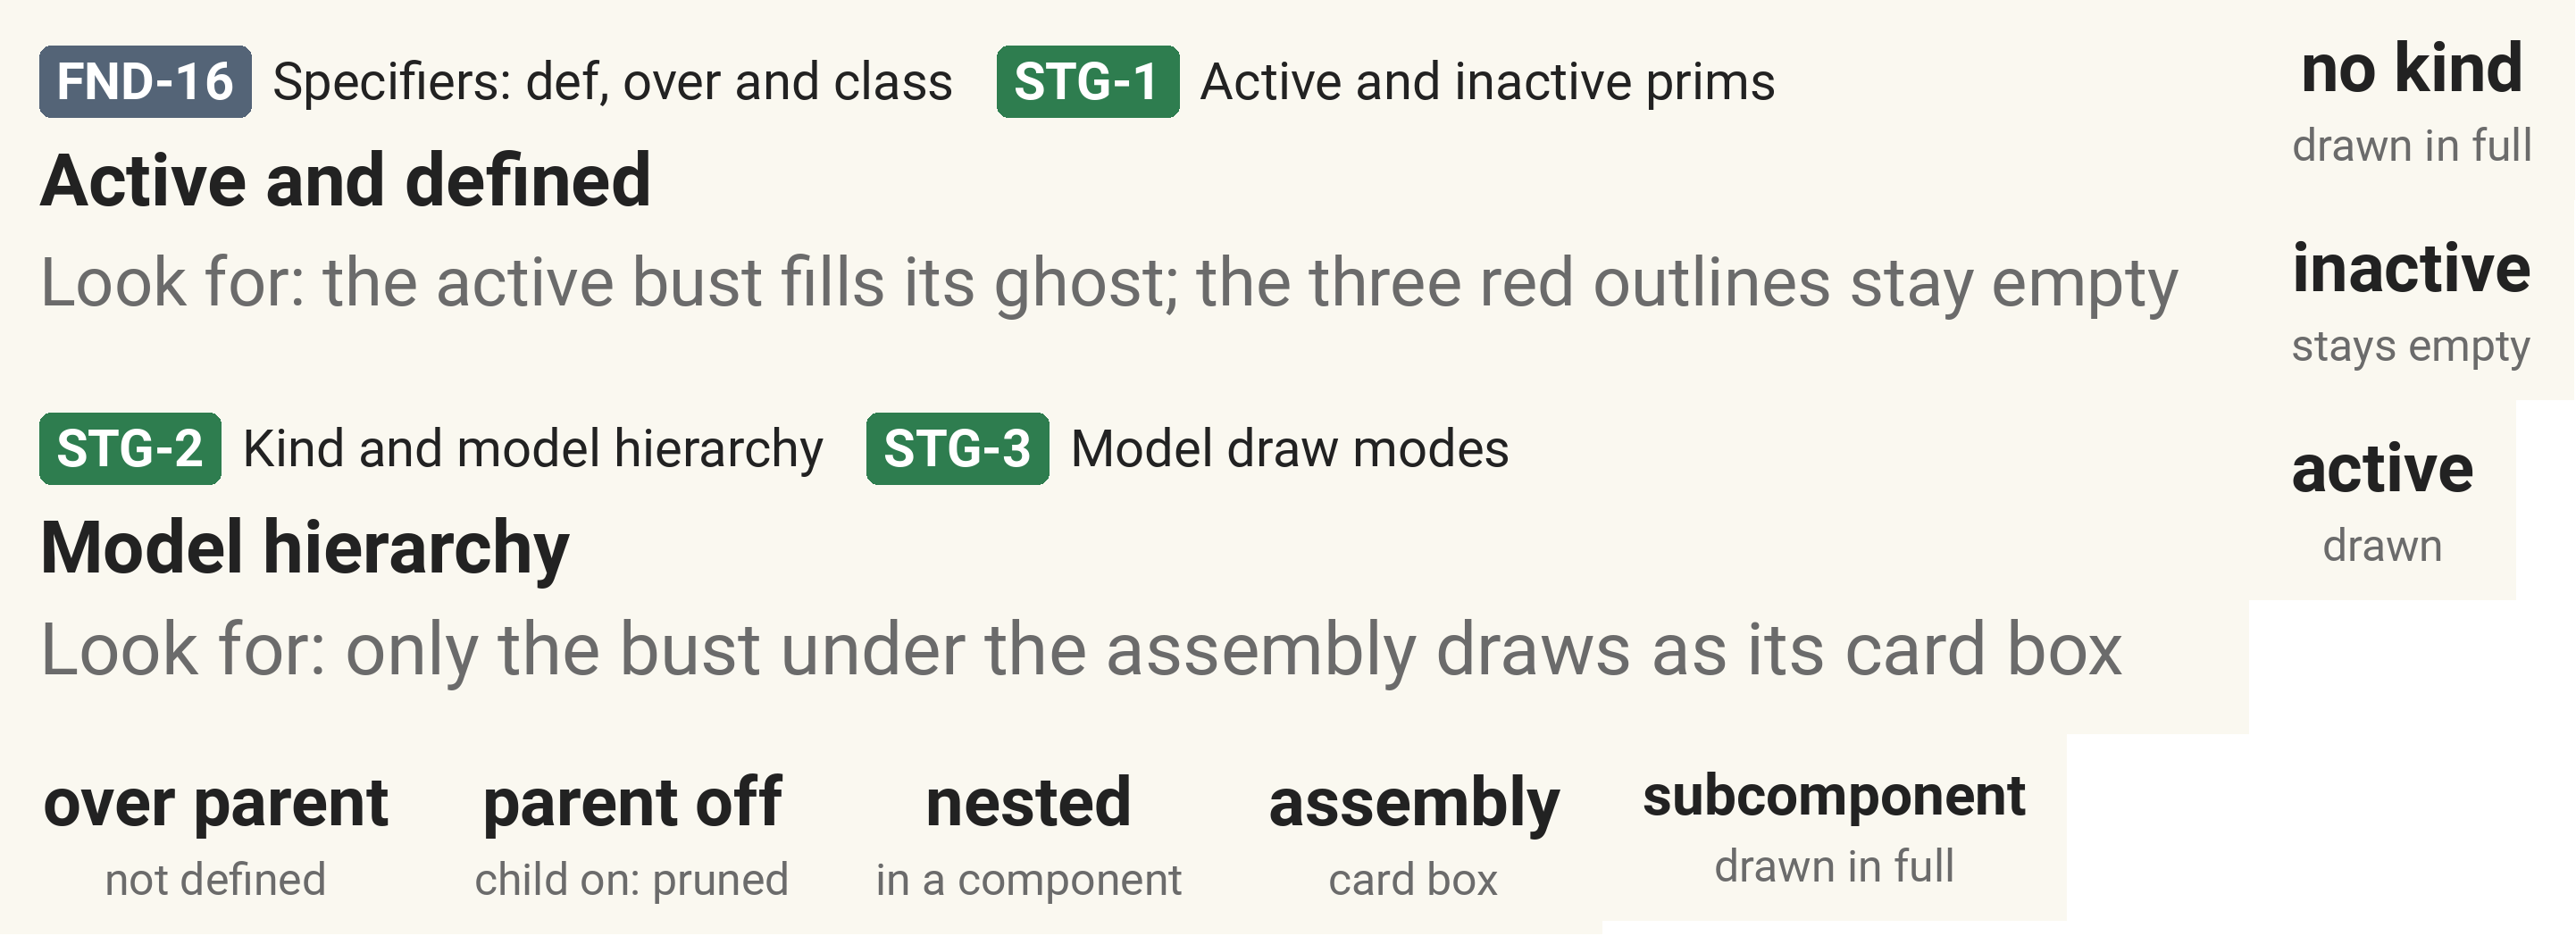 FND-16 Specifiers: def, over and class STG-1 Active and inactive prims
Active and defined
Look for: the active bust fills its ghost; the three red outlines stay empty
no kind
drawn in full
inactive
stays empty
active
drawn
STG-2 Kind and model hierarchy STG-3 Model draw modes
Model hierarchy
Look for: only the bust under the assembly draws as its card box
over parent
not defined
parent off
child on: pruned
nested
in a component
assembly
card box
subcomponent
drawn in full